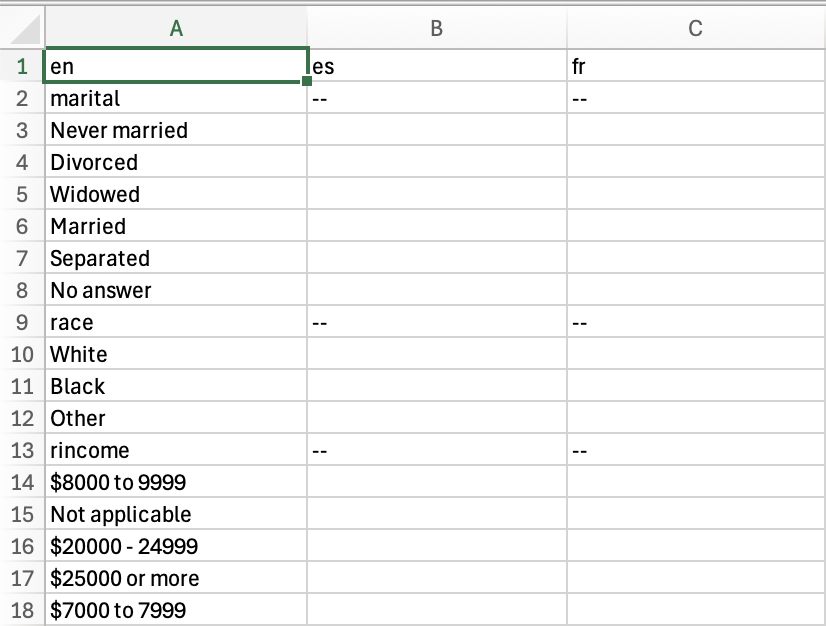 A B C
1 en es fr
2 marital -- --
3 Never married
4 Divorced
5 Widowed
6 Married
7 Separated
8 No answer
9 race -- --
10 White
11 Black
12 Other
13 rincome -- --
14 $8000 to 9999
15 Not applicable
16 $20000 - 24999
17 $25000 or more
18 $7000 to 7999